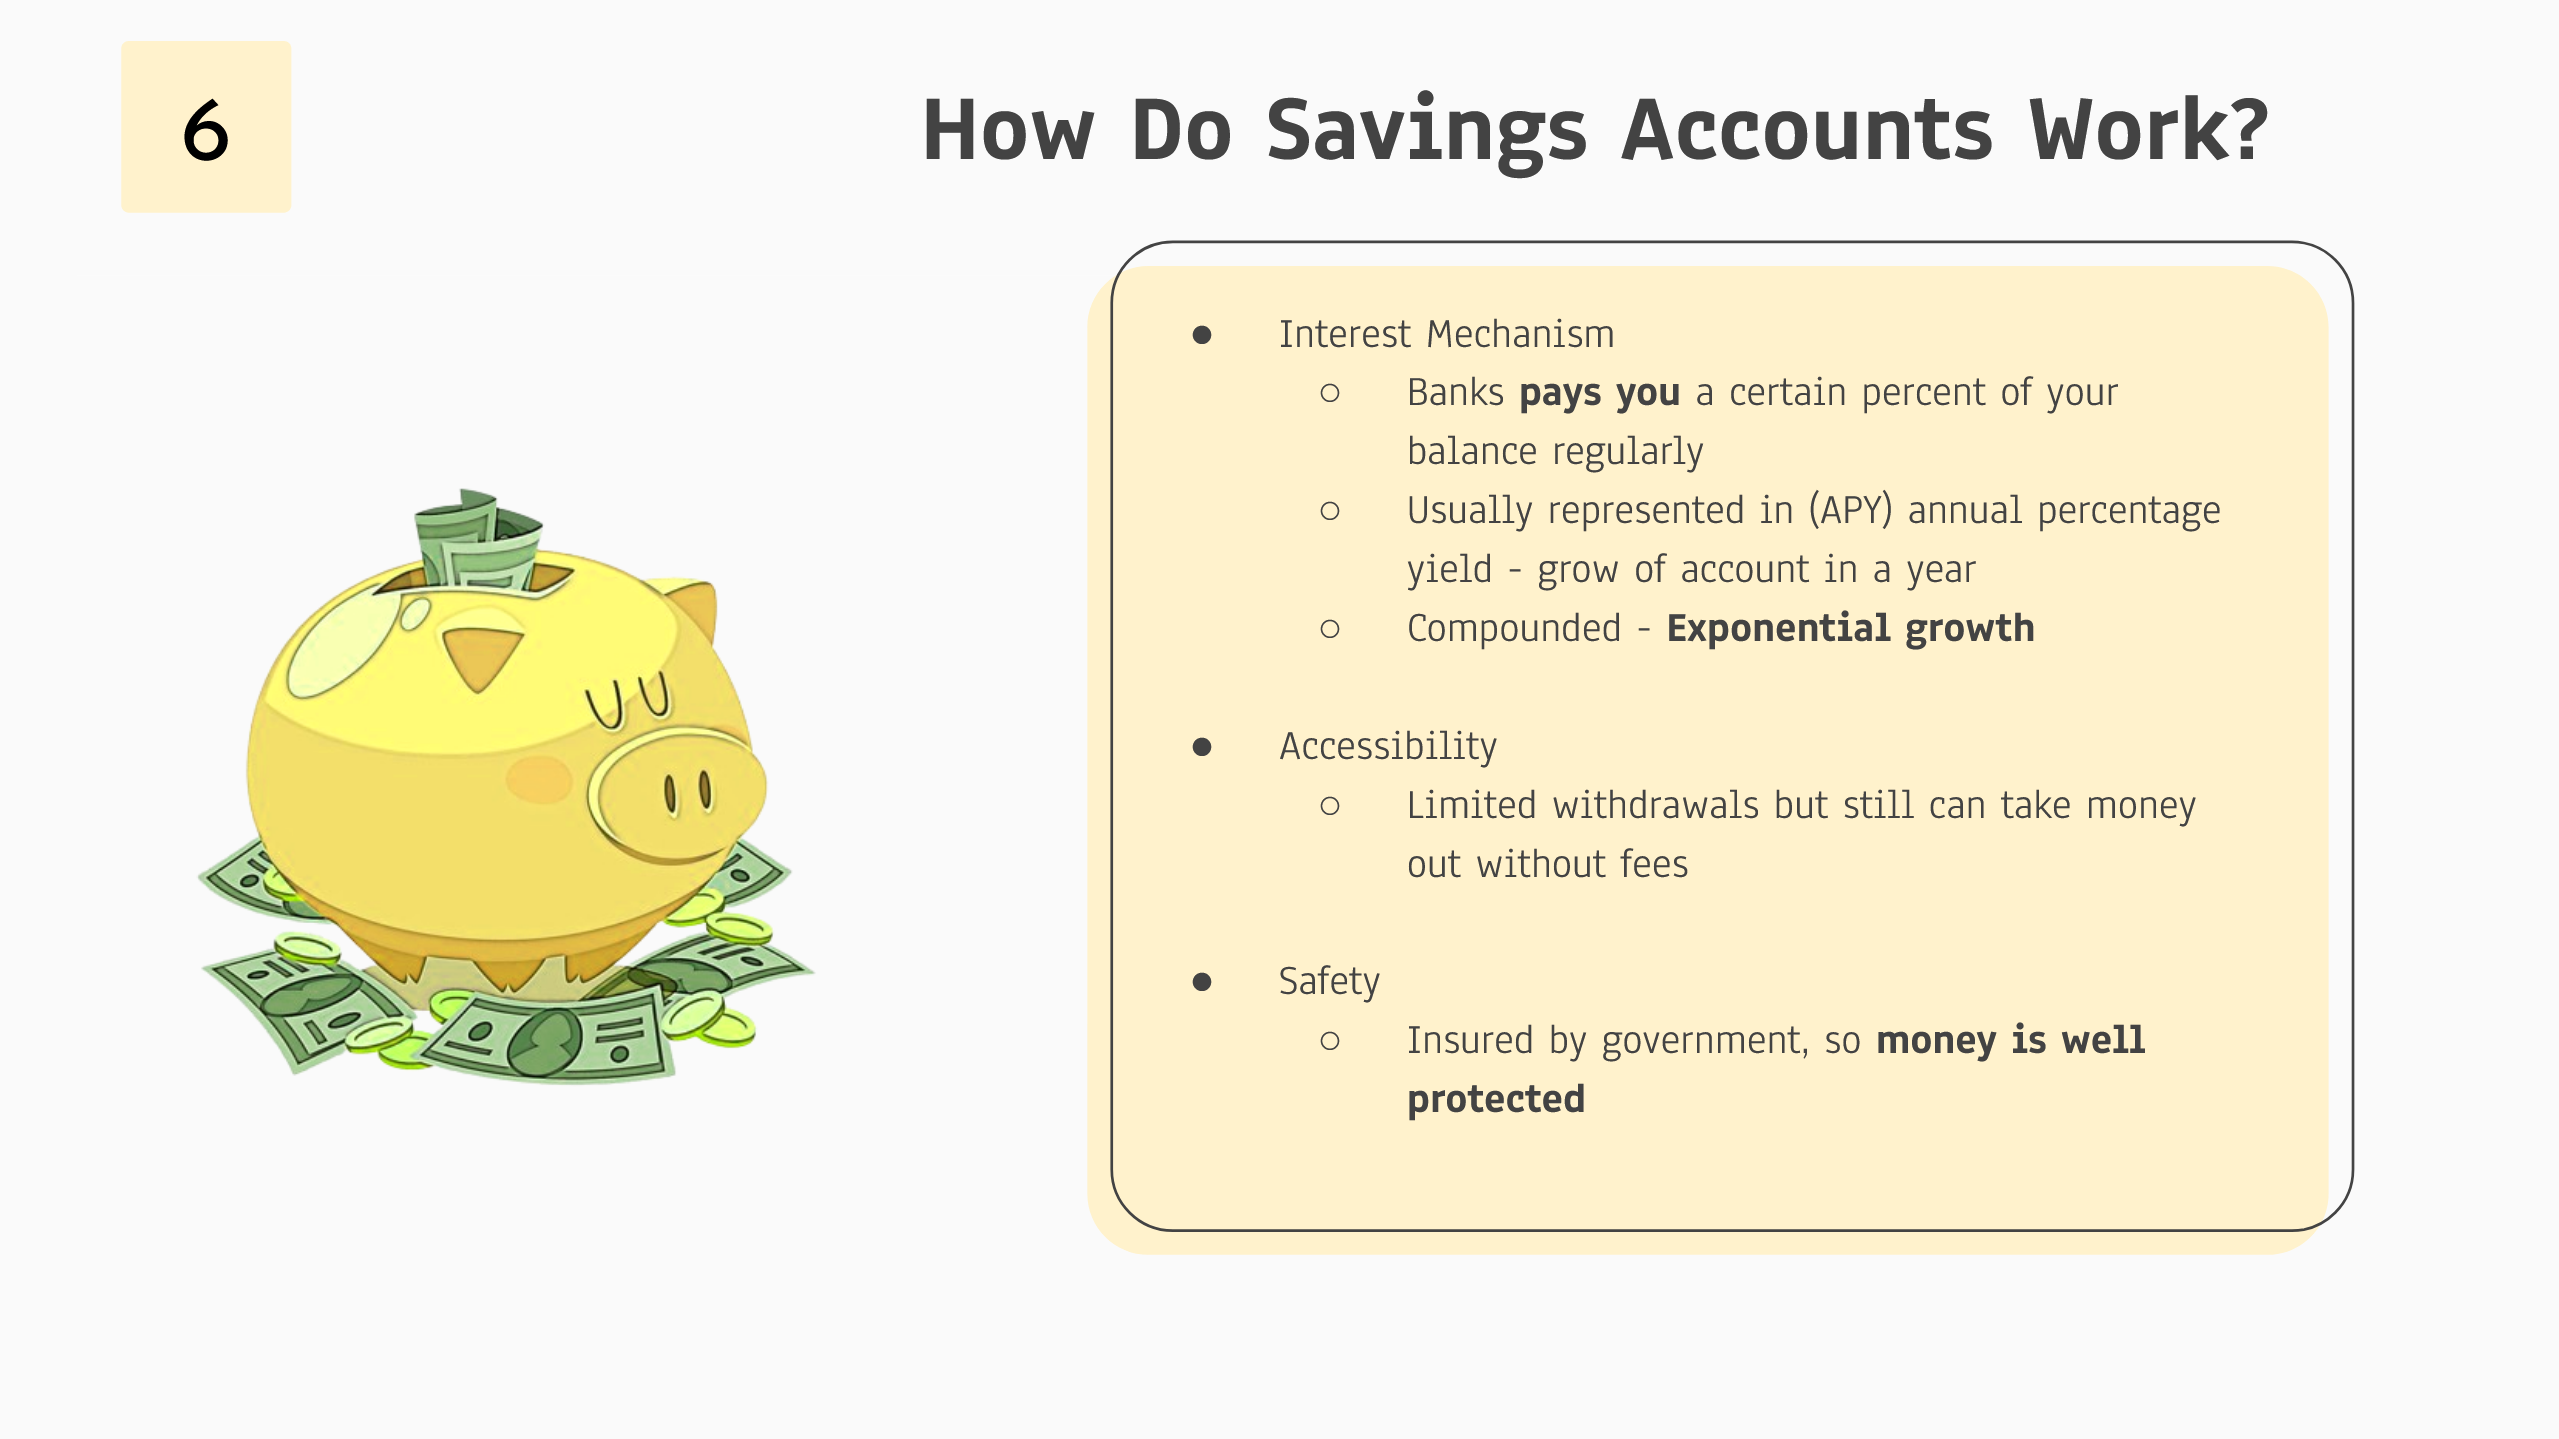 6
How Do Savings Accounts Work?
● Interest Mechanism
○ Banks pays you a certain percent of your
balance regularly
○ Usually represented in (APY) annual percentage
yield - grow of account in a year
○ Compounded - Exponential growth
● Accessibility
○ Limited withdrawals but still can take money
out without fees
● Safety
○ Insured by government, so money is well
protected